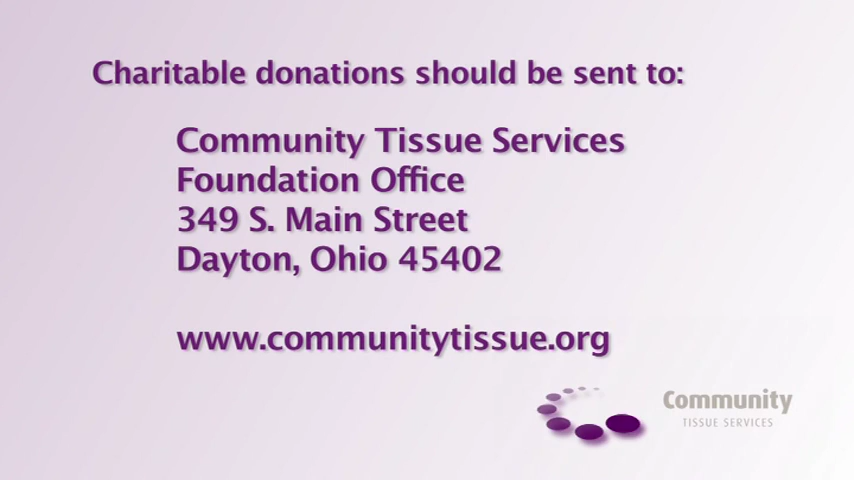 Charitable donations should be sent to:
Community Tissue Services
Foundation Office
349 S. Main Street
Dayton, Ohio 45402
www.communitytissue.org
Community
TISSUE SERVICES